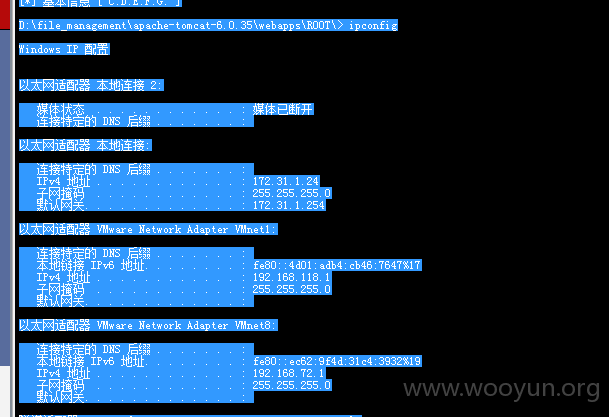 [*] 基本信息 [ C:D:E:F:G: ]
D:\file_management\apache-tomcat-6.0.35\webapps\ROOT\> ipconfig
Windows IP 配置
以太网适配器 本地连接 2:
媒体状态 . . . . . . . . . . . . : 媒体已断开
连接特定的 DNS 后缀 . . . . . . . :
以太网适配器 本地连接:
连接特定的 DNS 后缀 . . . . . . . :
IPv4 地址 . . . . . . . . . . . . : 172.31.1.24
子网掩码 . . . . . . . . . . . . : 255.255.255.0
默认网关. . . . . . . . . . . . . : 172.31.1.254
以太网适配器 VMware Network Adapter VMnet1:
连接特定的 DNS 后缀 . . . . . . . :
本地链接 IPv6 地址. . . . . . . . : fe80::4d01:adb4:cb46:7647%17
IPv4 地址 . . . . . . . . . . . . : 192.168.118.1
子网掩码 . . . . . . . . . . . . : 255.255.255.0
默认网关. . . . . . . . . . . . . :
以太网适配器 VMware Network Adapter VMnet8:
连接特定的 DNS 后缀 . . . . . . . :
本地链接 IPv6 地址. . . . . . . . : fe80::ec62:9f4d:31c4:3932%19
IPv4 地址 . . . . . . . . . . . . : 192.168.72.1
子网掩码 . . . . . . . . . . . . : 255.255.255.0
默认网关. . . . . . . . . . . . . :
www.wooyun.org